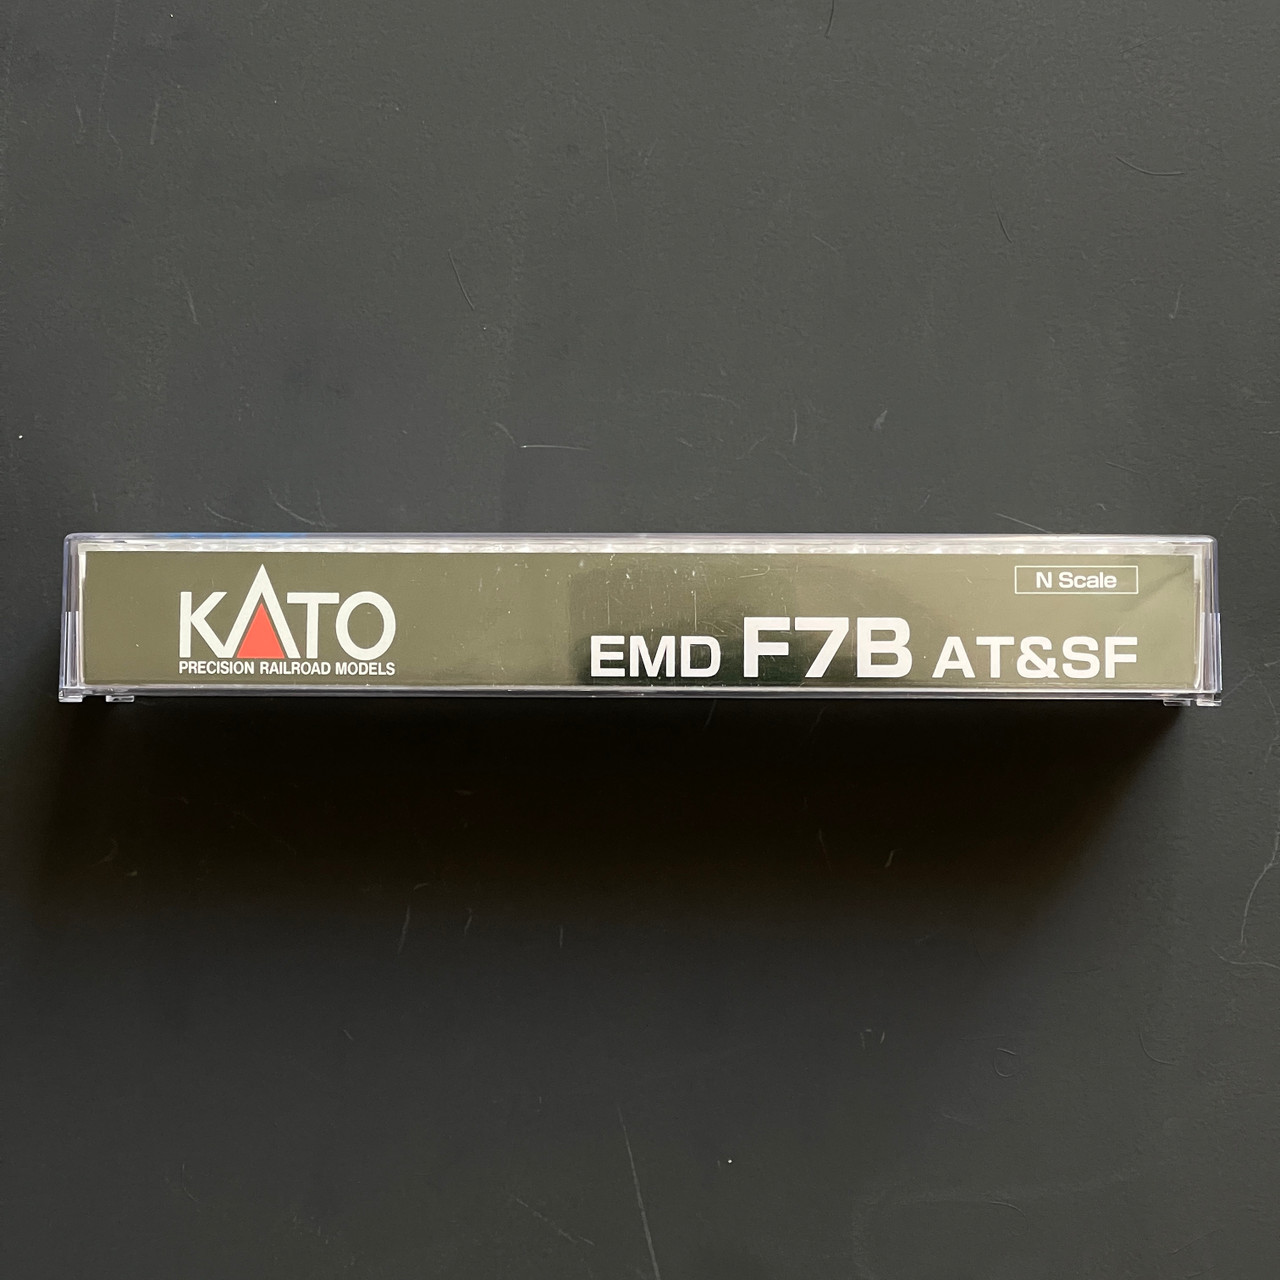 KATO
PRECISION RAILROAD MODELS
N Scale
EMD F7B AT&SF